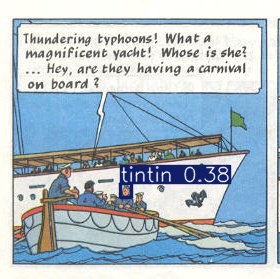 Thundering typhoons! What a
magnificent yacht! Whose is she?
... Hey, are they having a carnival
on board?
tintin 0.38